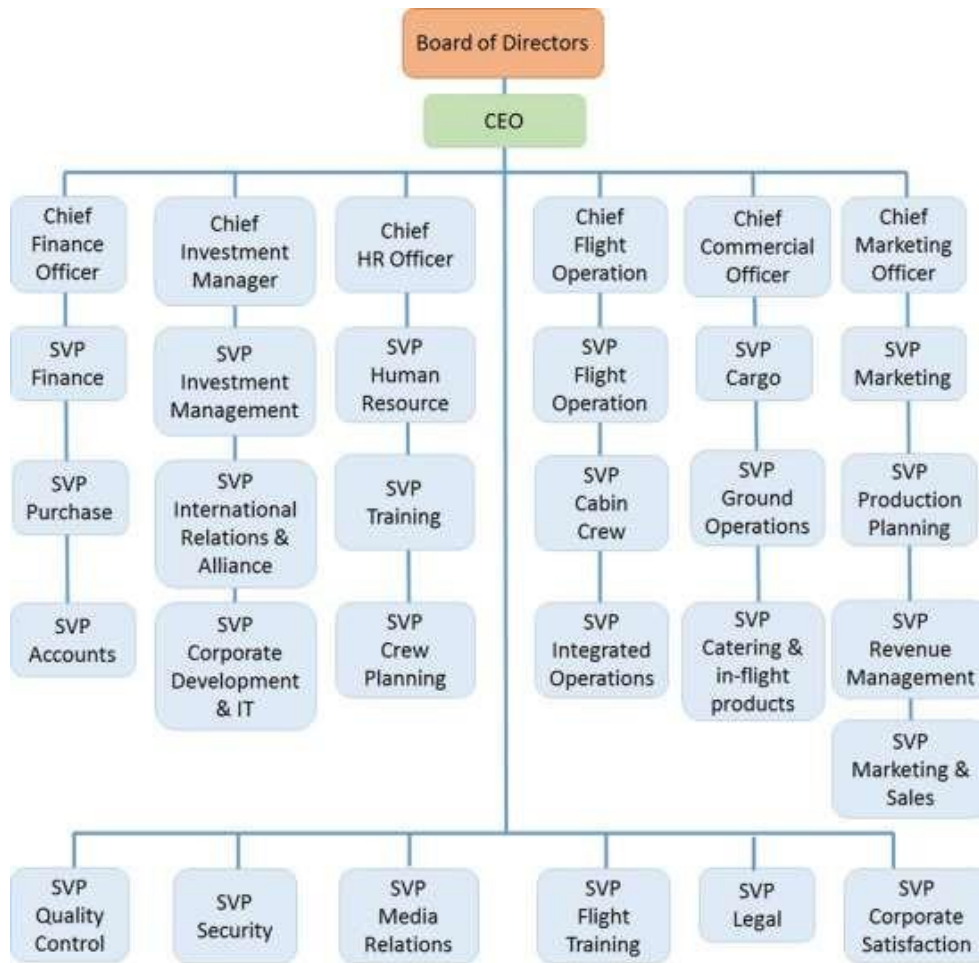 Board of Directors
CEO
Chief
Finance
Officer
Chief
Investment
Manager
Chief
HR Officer
Chief
Flight
Operation
Chief
Commercial
Officer
Chief
Marketing
Officer
SVP
Finance
SVP
Investment
Management
SVP
Human
Resource
SVP
Flight
Operation
SVP
Cargo
SVP
Marketing
SVP
Purchase
SVP
International
Relations &
Alliance
SVP
Training
SVP
Cabin
Crew
SVP
Ground
Operations
SVP
Production
Planning
SVP
Accounts
SVP
Corporate
Development
& IT
SVP
Crew
Planning
SVP
Integrated
Operations
SVP
Catering &
in-flight
products
SVP
Revenue
Management
SVP
Marketing &
Sales
SVP
Quality
Control
SVP
Security
SVP
Media
Relations
SVP
Flight
Training
SVP
Legal
SVP
Corporate
Satisfaction